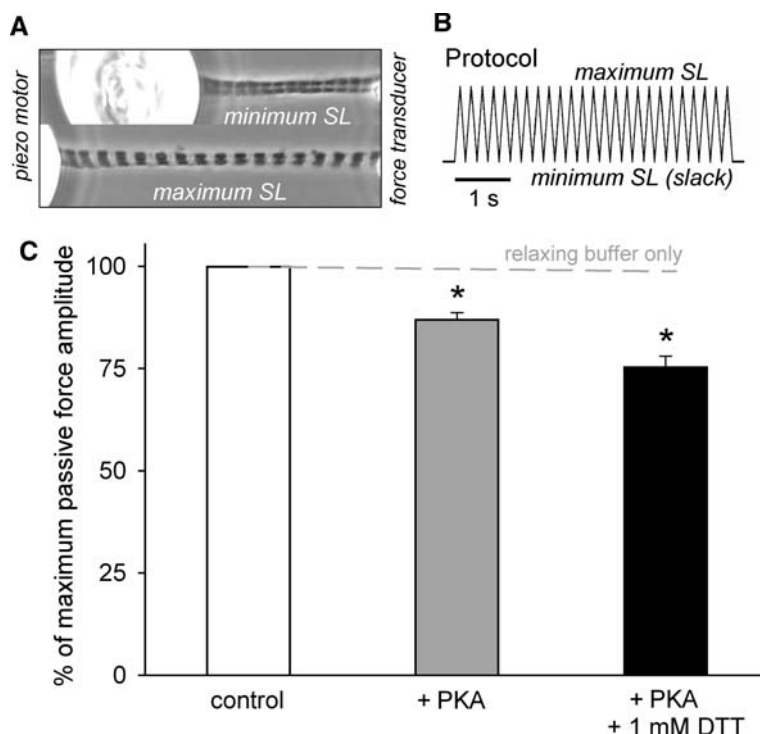 A
piezo motor
minimum SL
maximum SL
force transducer
B
Protocol
maximum SL
minimum SL (slack)
1 s
C
% of maximum passive force amplitude
100
75
50
25
0
relaxing buffer only
*
*
control
+ PKA
+ PKA
+ 1 mM DTT